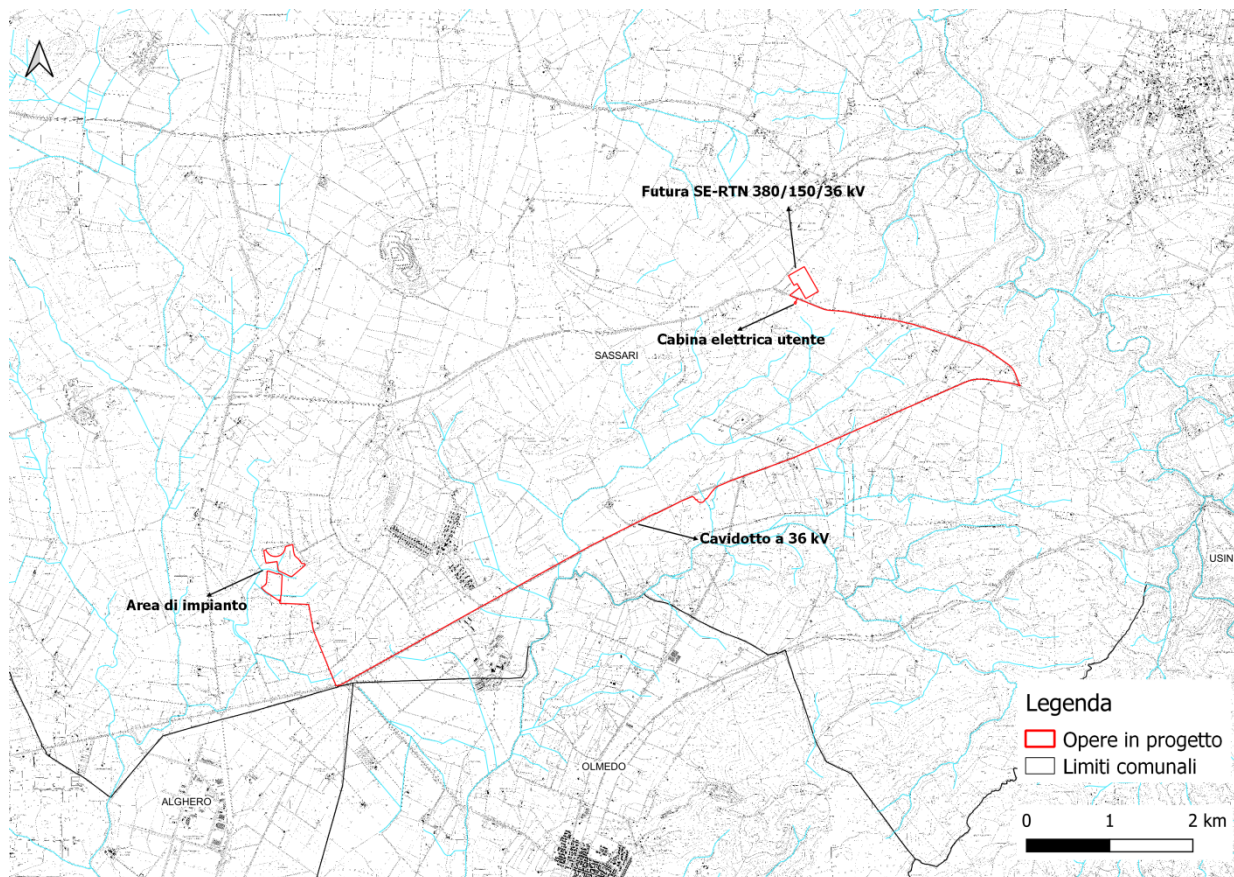 Futura SE-RTN 380/150/36 kV
Cabina elettrica utente
SASSARI
Cavidotto a 36 kV
USIN
Area di impianto
Legenda
Opere in progetto
Limiti comunali
OLMEDO
ALGHERO
0 1 2 km